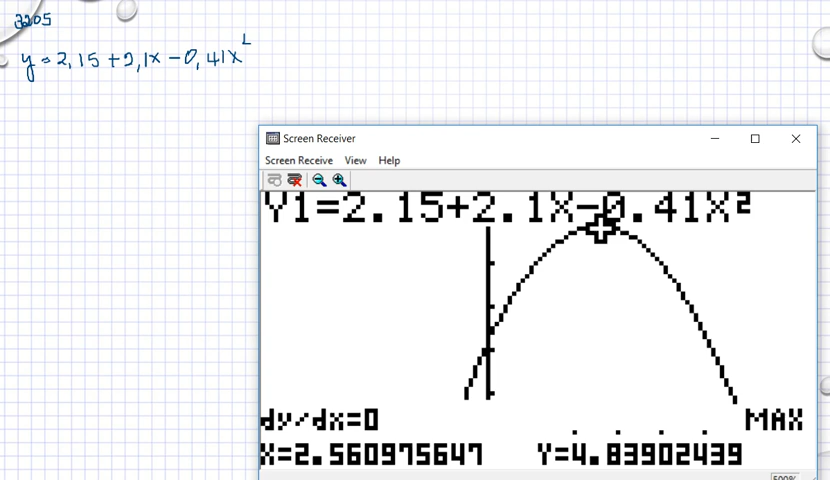 3205
y = 2,15 + 2,1x - 0,41x²
Screen Receiver
Screen Receive View Help
Y1=2.15+2.1X-0.41X²
dy/dx=0
MAX
X=2.560975647 Y=4.83902439
500%